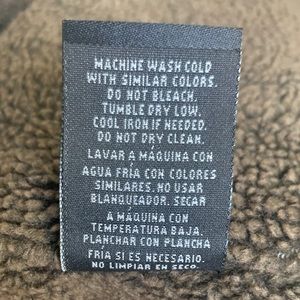 MACHINE WASH COLD
WITH SIMILAR COLORS.
DO NOT BLEACH.
TUMBLE DRY LOW.
COOL IRON IF NEEDED.
DO NOT DRY CLEAN.
LAVAR A MÁQUINA CON
AGUA FRÍA CON COLORES
SIMILARES. NO USAR
BLANQUEADOR. SECAR
A MÁQUINA CON
TEMPERATURA BAJA.
PLANCHAR CON PLANCHA
FRÍA SI ES NECESARIO.
NO LIMPIAR EN SECO.